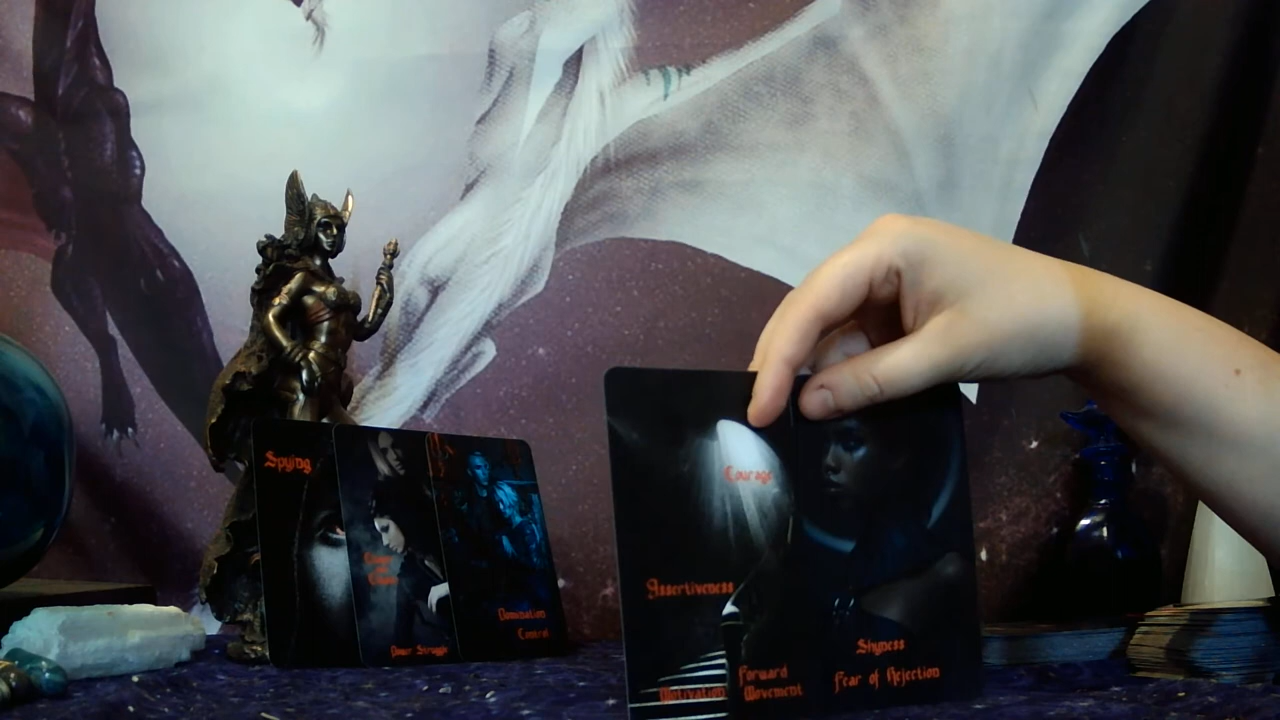 Spying
Power Struggle
Domination
Control
Courage
Assertiveness
Motivation
Forward
Movement
Shyness
Fear of Rejection